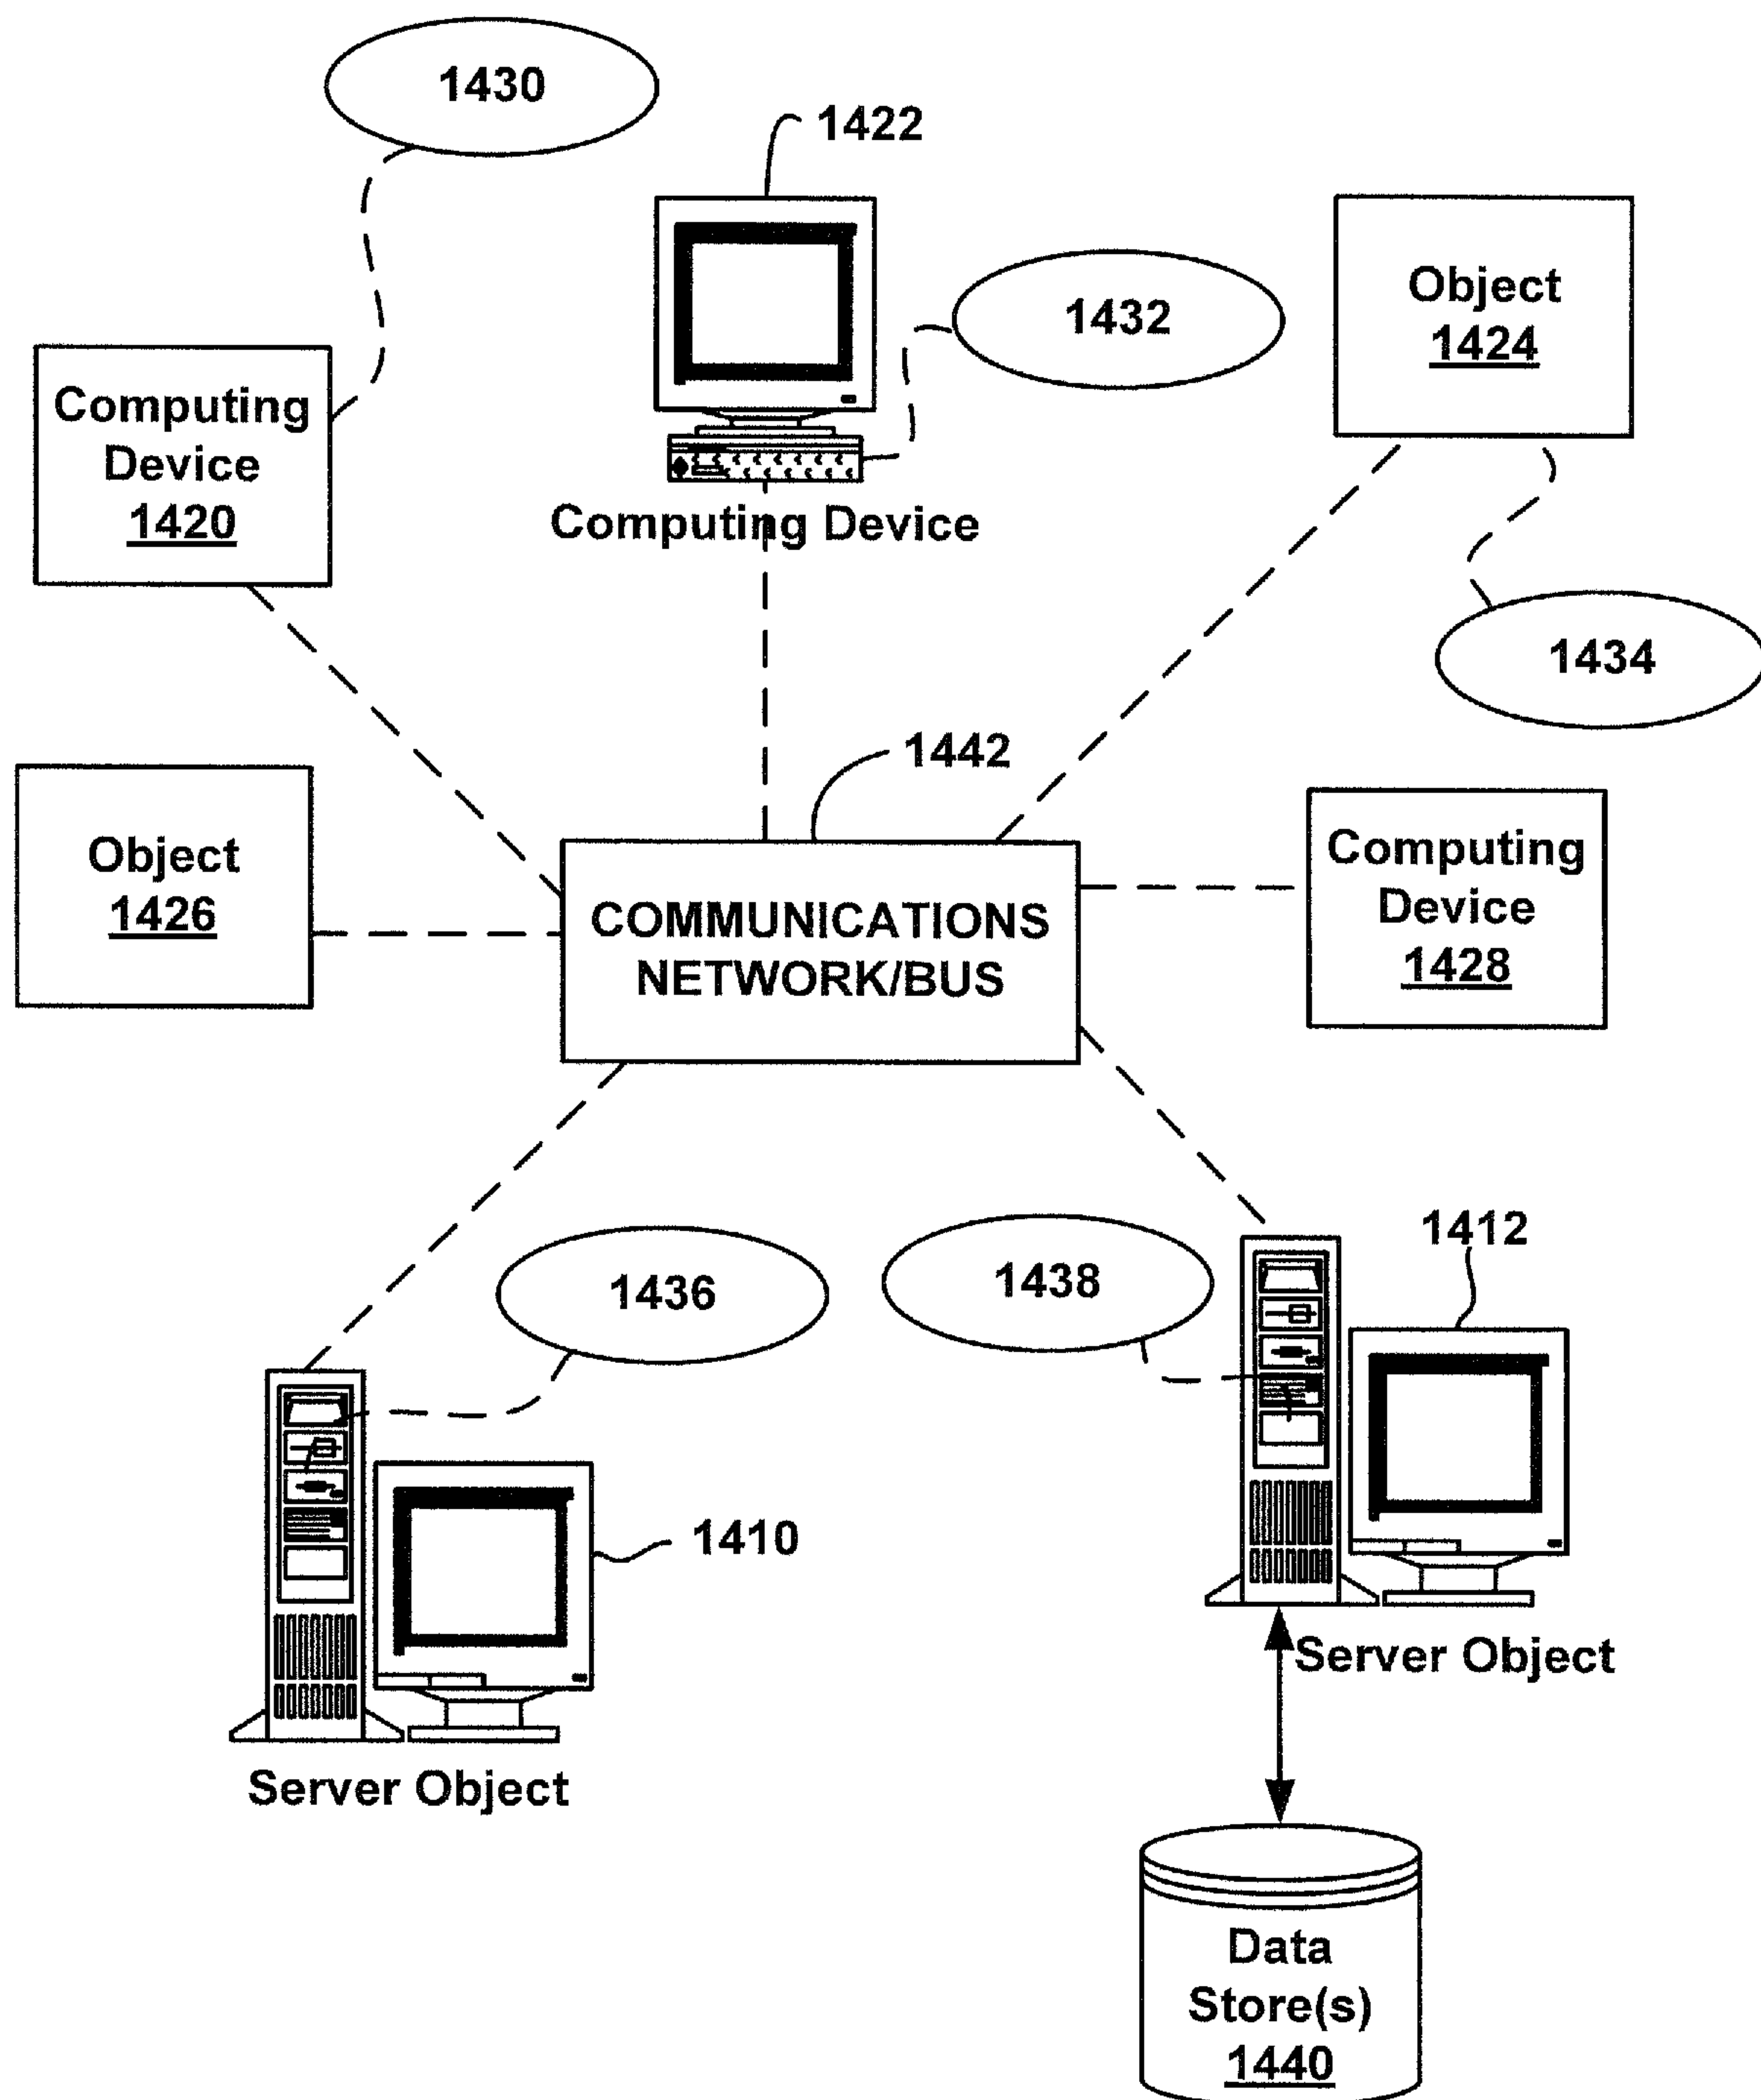 1430
1422
1432
Object
1424
Computing
Device
1420
Computing Device
1434
1442
Object
1426
COMMUNICATIONS
NETWORK/BUS
Computing
Device
1428
1436
1438
1412
1410
Server Object
Server Object
Data
Store(s)
1440